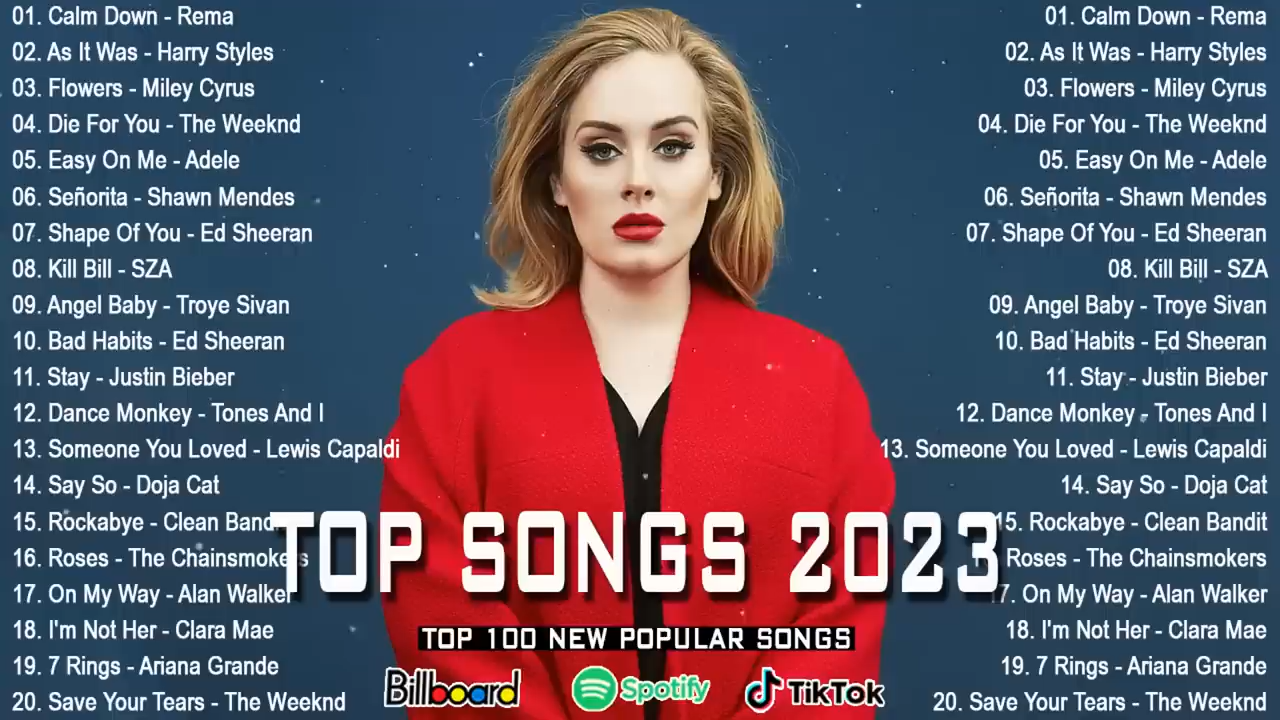 01. Calm Down - Rema
02. As It Was - Harry Styles
03. Flowers - Miley Cyrus
04. Die For You - The Weeknd
05. Easy On Me - Adele
06. Señorita - Shawn Mendes
07. Shape Of You - Ed Sheeran
08. Kill Bill - SZA
09. Angel Baby - Troye Sivan
10. Bad Habits - Ed Sheeran
11. Stay - Justin Bieber
12. Dance Monkey - Tones And I
13. Someone You Loved - Lewis Capaldi
14. Say So - Doja Cat
15. Rockabye - Clean Bandit
16. Roses - The Chainsmokers
17. On My Way - Alan Walker
18. I'm Not Her - Clara Mae
19. 7 Rings - Ariana Grande
20. Save Your Tears - The Weeknd
TOP SONGS 2023
TOP 100 NEW POPULAR SONGS
Billboard
Spotify
TikTok
01. Calm Down - Rema
02. As It Was - Harry Styles
03. Flowers - Miley Cyrus
04. Die For You - The Weeknd
05. Easy On Me - Adele
06. Señorita - Shawn Mendes
07. Shape Of You - Ed Sheeran
08. Kill Bill - SZA
09. Angel Baby - Troye Sivan
10. Bad Habits - Ed Sheeran
11. Stay - Justin Bieber
12. Dance Monkey - Tones And I
13. Someone You Loved - Lewis Capaldi
14. Say So - Doja Cat
15. Rockabye - Clean Bandit
16. Roses - The Chainsmokers
17. On My Way - Alan Walker
18. I'm Not Her - Clara Mae
19. 7 Rings - Ariana Grande
20. Save Your Tears - The Weeknd